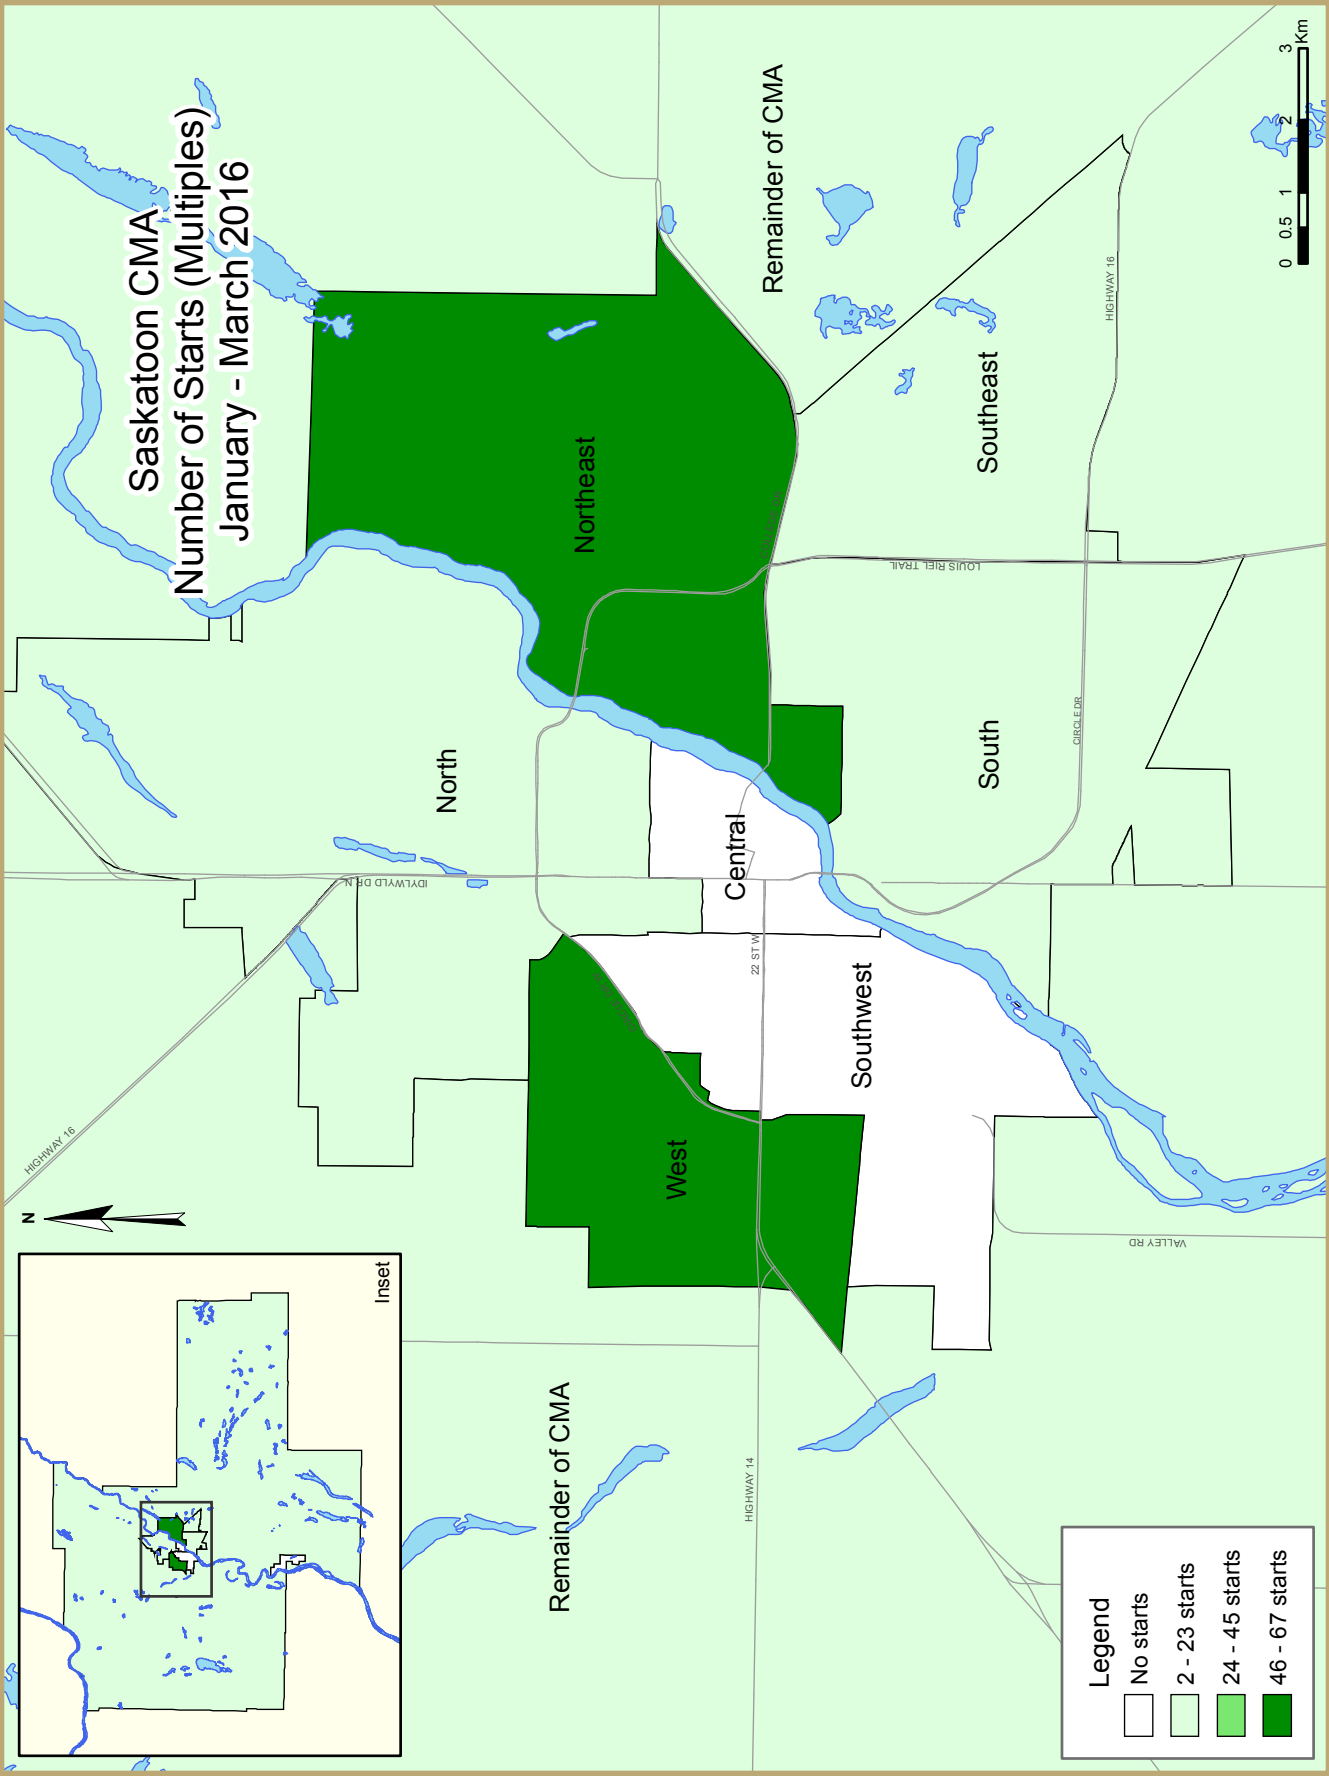 Saskatoon CMA
Number of Starts (Multiples)
January - March 2016
N
Inset
HIGHWAY 16
IDYLWYLD DR N
North
Northeast
Remainder of CMA
West
Central
22 ST W
Southwest
South
Southeast
LOUIS RIEL TRAIL
CIRCLE DR
HIGHWAY 16
VALLEY RD
HIGHWAY 14
Remainder of CMA
Legend
No starts
2 - 23 starts
24 - 45 starts
46 - 67 starts
0 0.5 1 2 3
Km